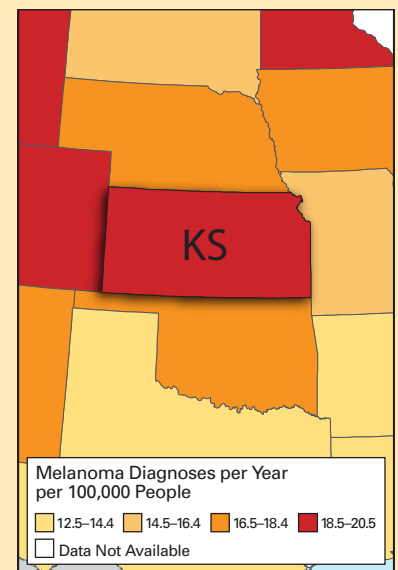 KS
Melanoma Diagnoses per Year
per 100,000 People
12.5–14.4 14.5–16.4 16.5–18.4 18.5–20.5
Data Not Available